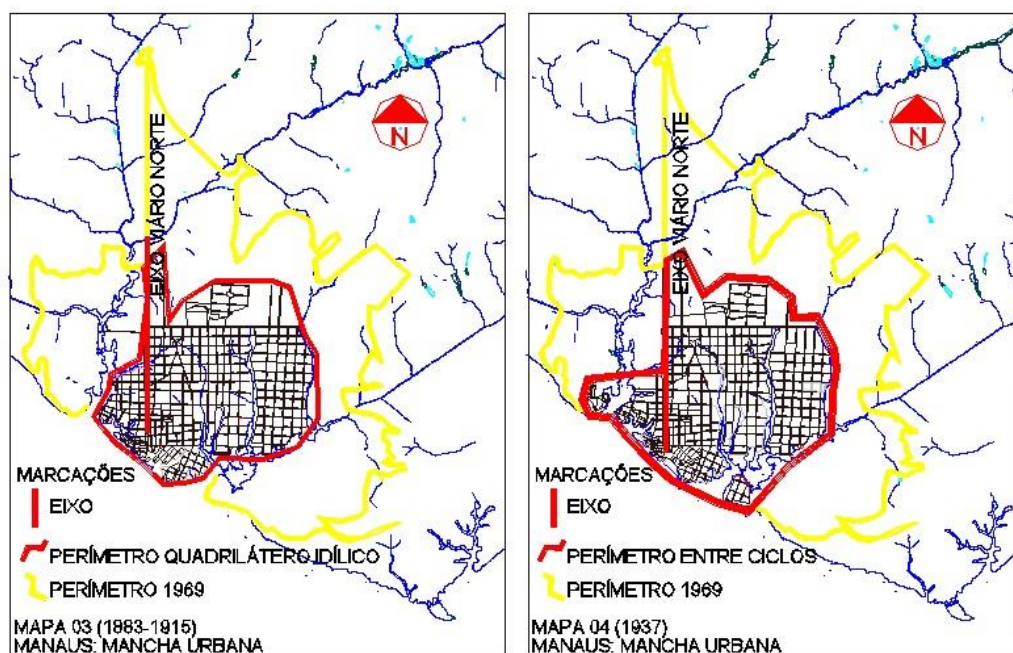 EIXO VIÁRIO NORTE
N
MARCAÇÕES
EIXO
PERÍMETRO QUADRILÁTERO IDÍLICO
PERÍMETRO 1969
MAPA 03 (1883-1915)
MANAUS: MANCHA URBANA
EIXO VIÁRIO NORTE
N
MARCAÇÕES
EIXO
PERÍMETRO ENTRE CICLOS
PERÍMETRO 1969
MAPA 04 (1937)
MANAUS: MANCHA URBANA